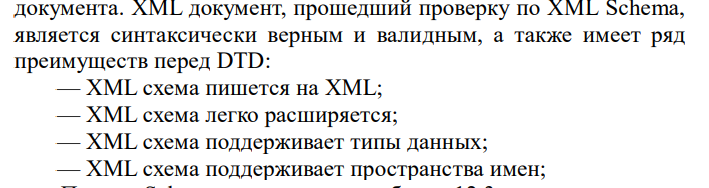 документа. XML документ, прошедший проверку по XML Schema,
является синтаксически верным и валидным, а также имеет ряд
преимуществ перед DTD:
— XML схема пишется на XML;
— XML схема легко расширяется;
— XML схема поддерживает типы данных;
— XML схема поддерживает пространства имен;